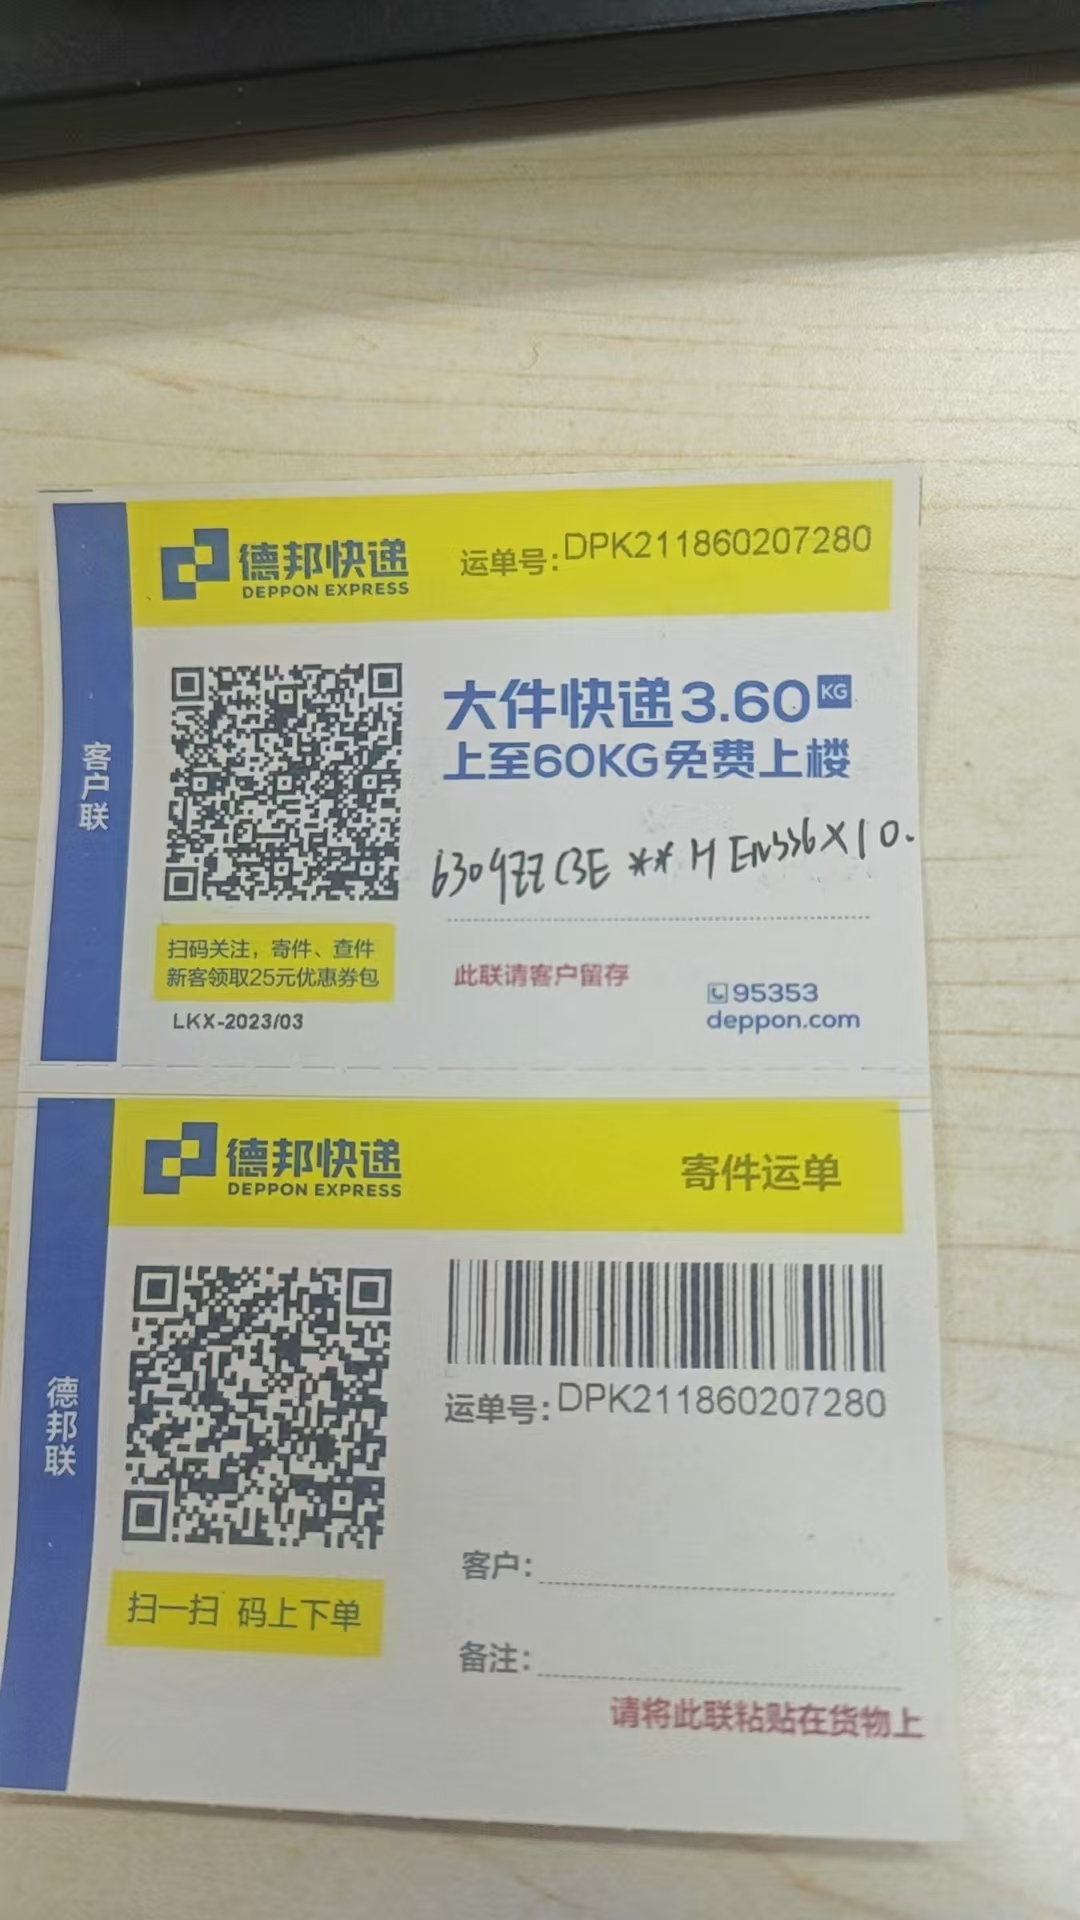 德邦快递
DEPPON EXPRESS
运单号:DPK211860207280
客户联
大件快递3.60KG
上至60KG免费上楼
6304ZZCBE **H EN336X10.
扫码关注，寄件、查件
新客领取25元优惠券包
LKX-2023/03
此联请客户留存
95353
deppon.com
德邦快递
DEPPON EXPRESS
寄件运单
德邦联
运单号:DPK211860207280
扫一扫 码上下单
客户:
备注:
请将此联粘贴在货物上